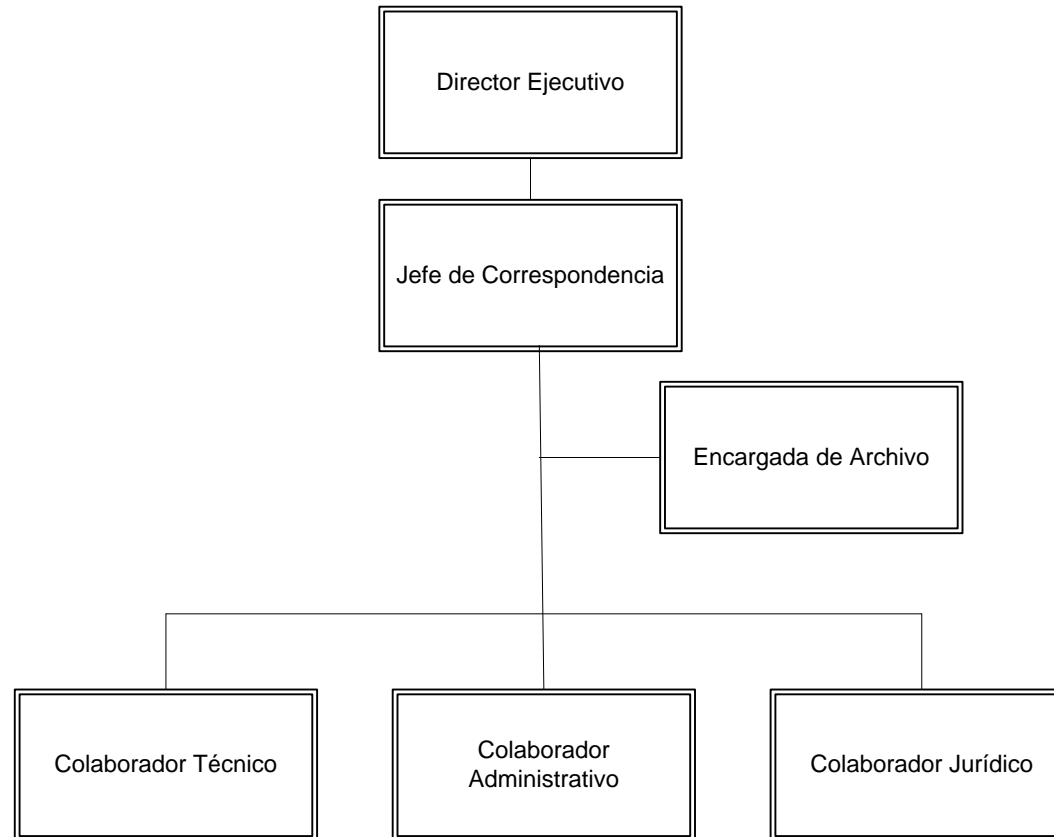 Director Ejecutivo
Jefe de Correspondencia
Encargada de Archivo
Colaborador Técnico
Colaborador
Administrativo
Colaborador Jurídico